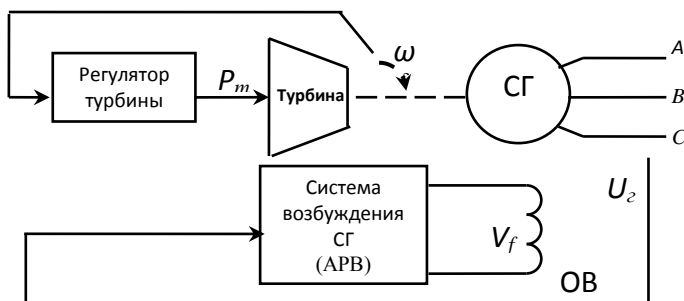 Регулятор
турбины
P_m
Турбина
ω
СГ
A
B
C
Система
возбуждения
СГ
(АРВ)
V_f
ОВ
U_г